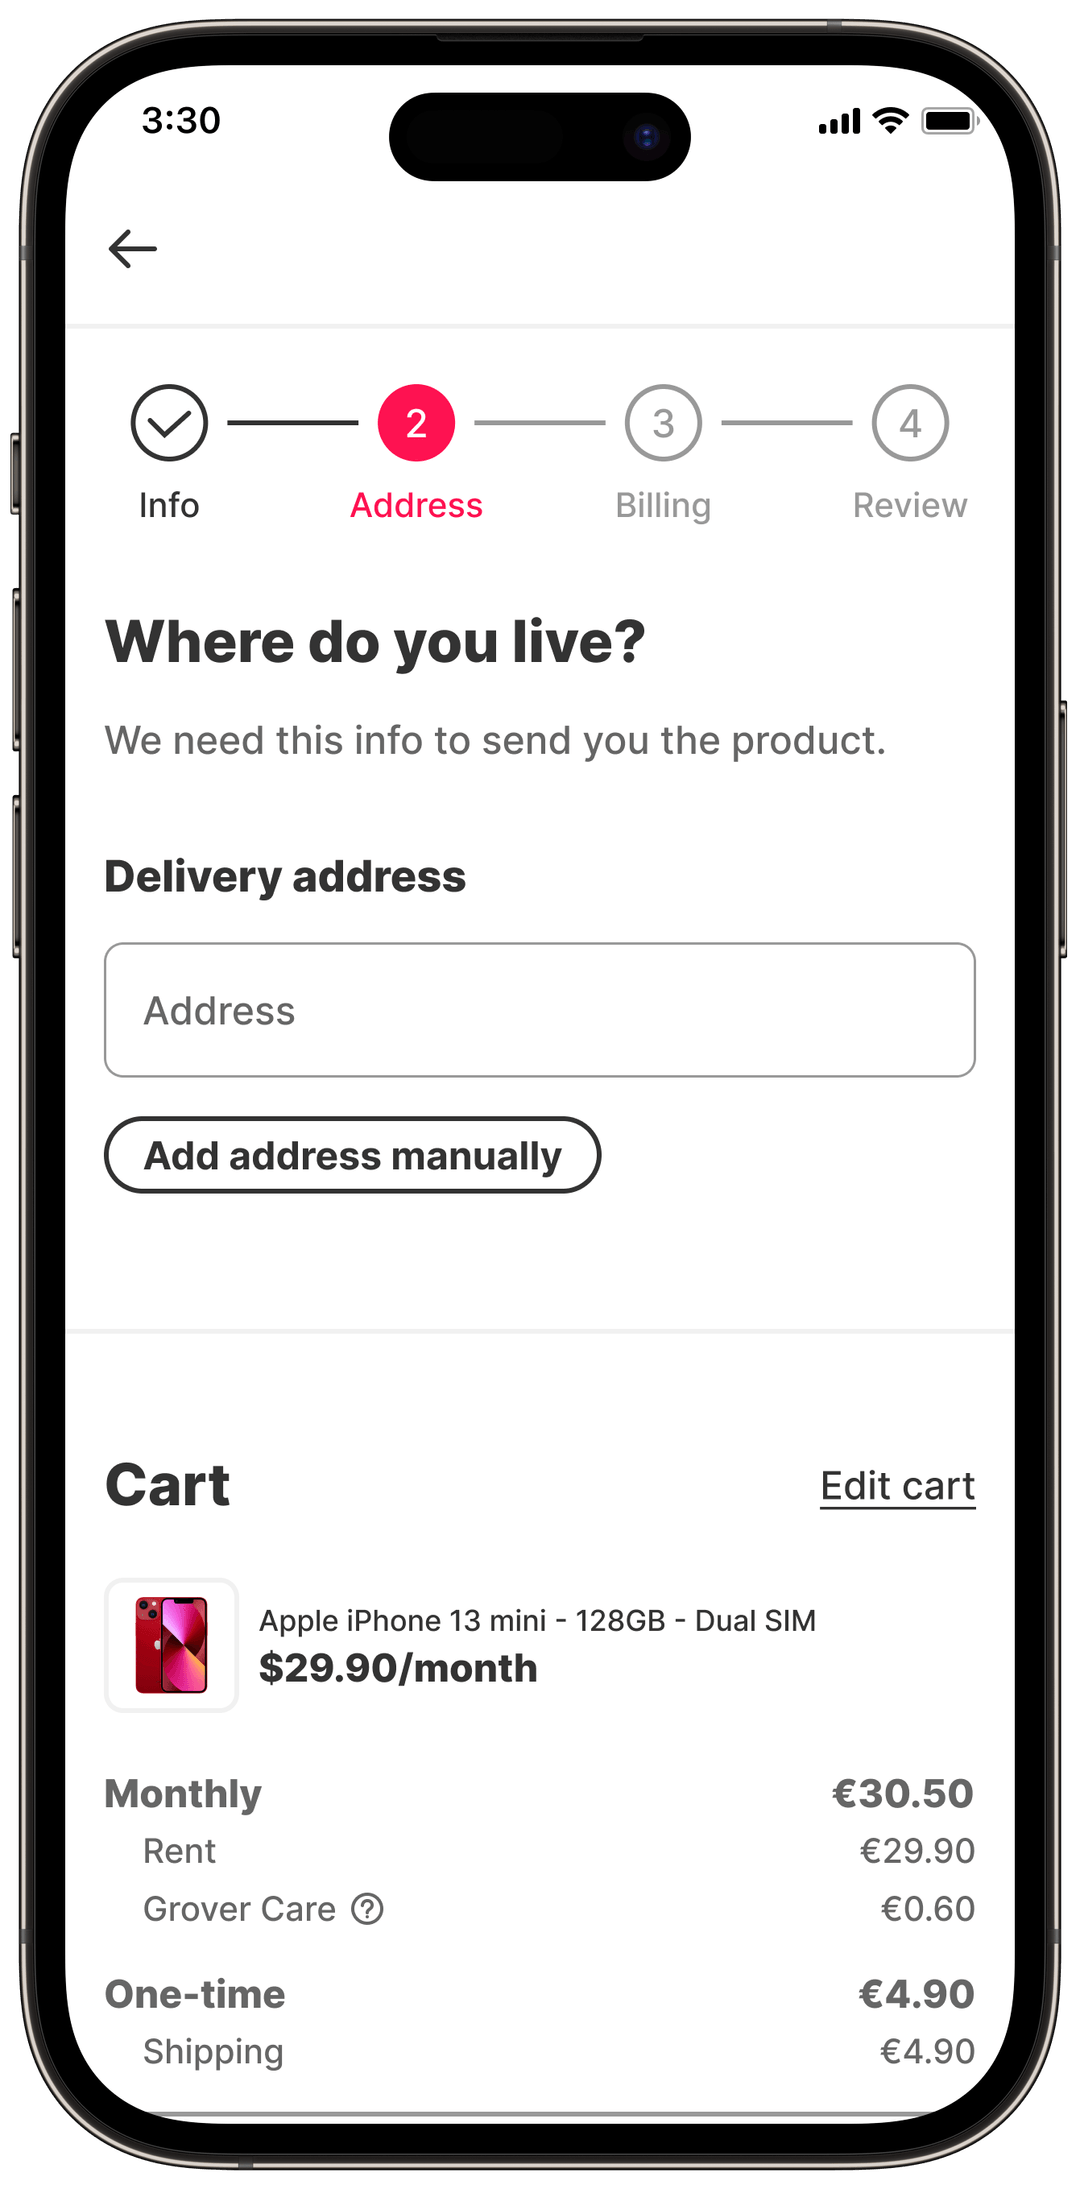 3:30
2 3 4
Info Address Billing Review
Where do you live?
We need this info to send you the product.
Delivery address
Address
Add address manually
Cart Edit cart
Apple iPhone 13 mini - 128GB - Dual SIM
$29.90/month
Monthly €30.50
Rent €29.90
Grover Care ? €0.60
One-time €4.90
Shipping €4.90